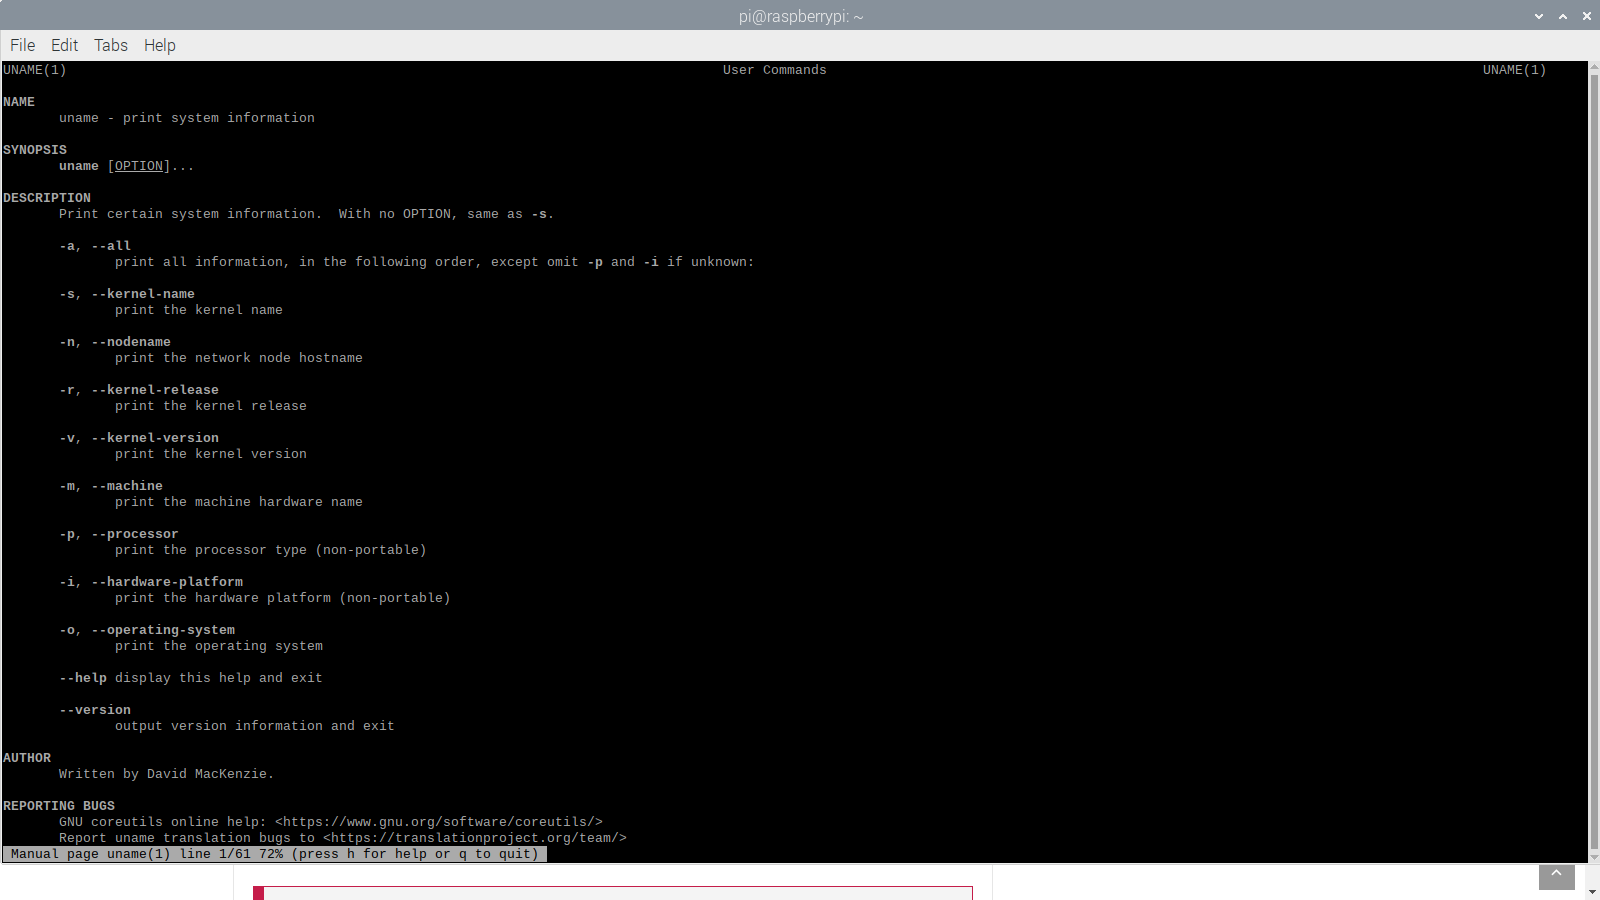 pi@raspberrypi: ~
File Edit Tabs Help
UNAME(1) User Commands UNAME(1)
NAME
uname - print system information
SYNOPSIS
uname [OPTION]...
DESCRIPTION
Print certain system information.  With no OPTION, same as -s.
-a, --all
print all information, in the following order, except omit -p and -i if unknown:
-s, --kernel-name
print the kernel name
-n, --nodename
print the network node hostname
-r, --kernel-release
print the kernel release
-v, --kernel-version
print the kernel version
-m, --machine
print the machine hardware name
-p, --processor
print the processor type (non-portable)
-i, --hardware-platform
print the hardware platform (non-portable)
-o, --operating-system
print the operating system
--help display this help and exit
--version
output version information and exit
AUTHOR
Written by David MacKenzie.
REPORTING BUGS
GNU coreutils online help: <https://www.gnu.org/software/coreutils/>
Report uname translation bugs to <https://translationproject.org/team/>
Manual page uname(1) line 1/61 72% (press h for help or q to quit)